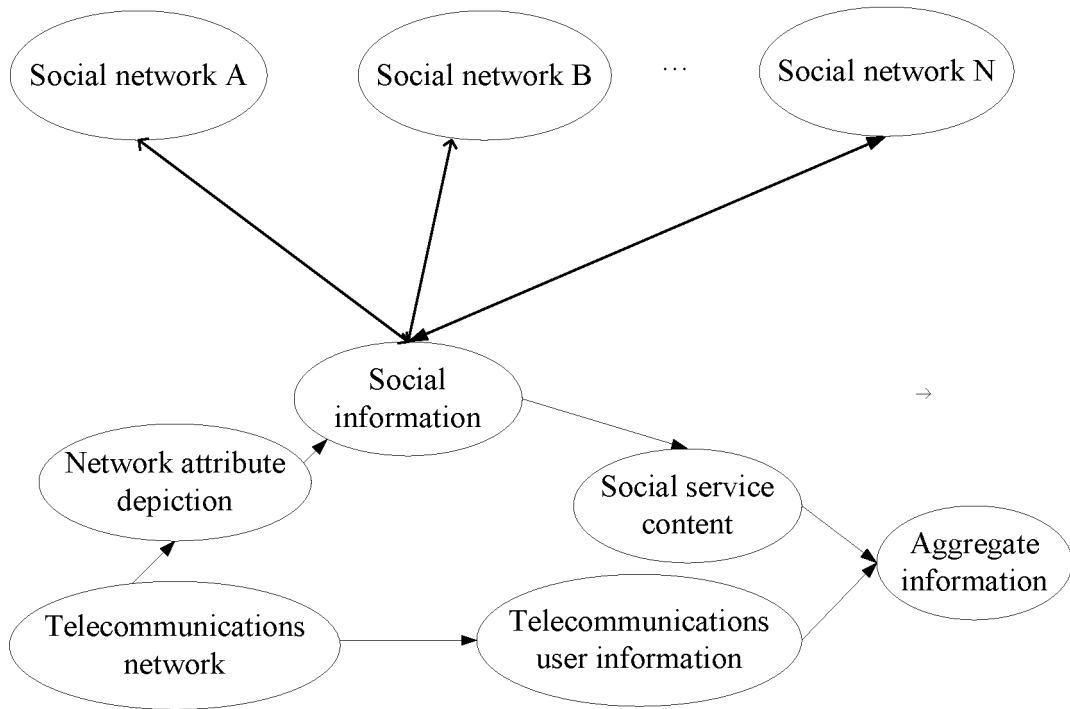 Social network A
Social network B
...
Social network N
Social
information
Network attribute
depiction
Social service
content
Aggregate
information
Telecommunications
network
Telecommunications
user information